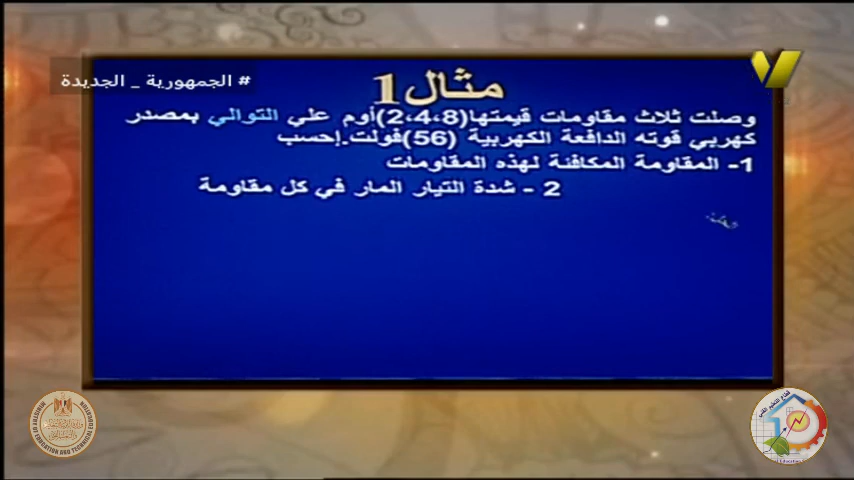 # الجمهورية _ الجديدة
مثال 1
وصلت ثلاث مقاومات قيمتها(2،4،8)أوم علي التوالي بمصدر
كهربي قوته الدافعة الكهربية (56)فولت.إحسب
1- المقاومة المكافئة لهذه المقاومات
2 - شدة التيار المار في كل مقاومة